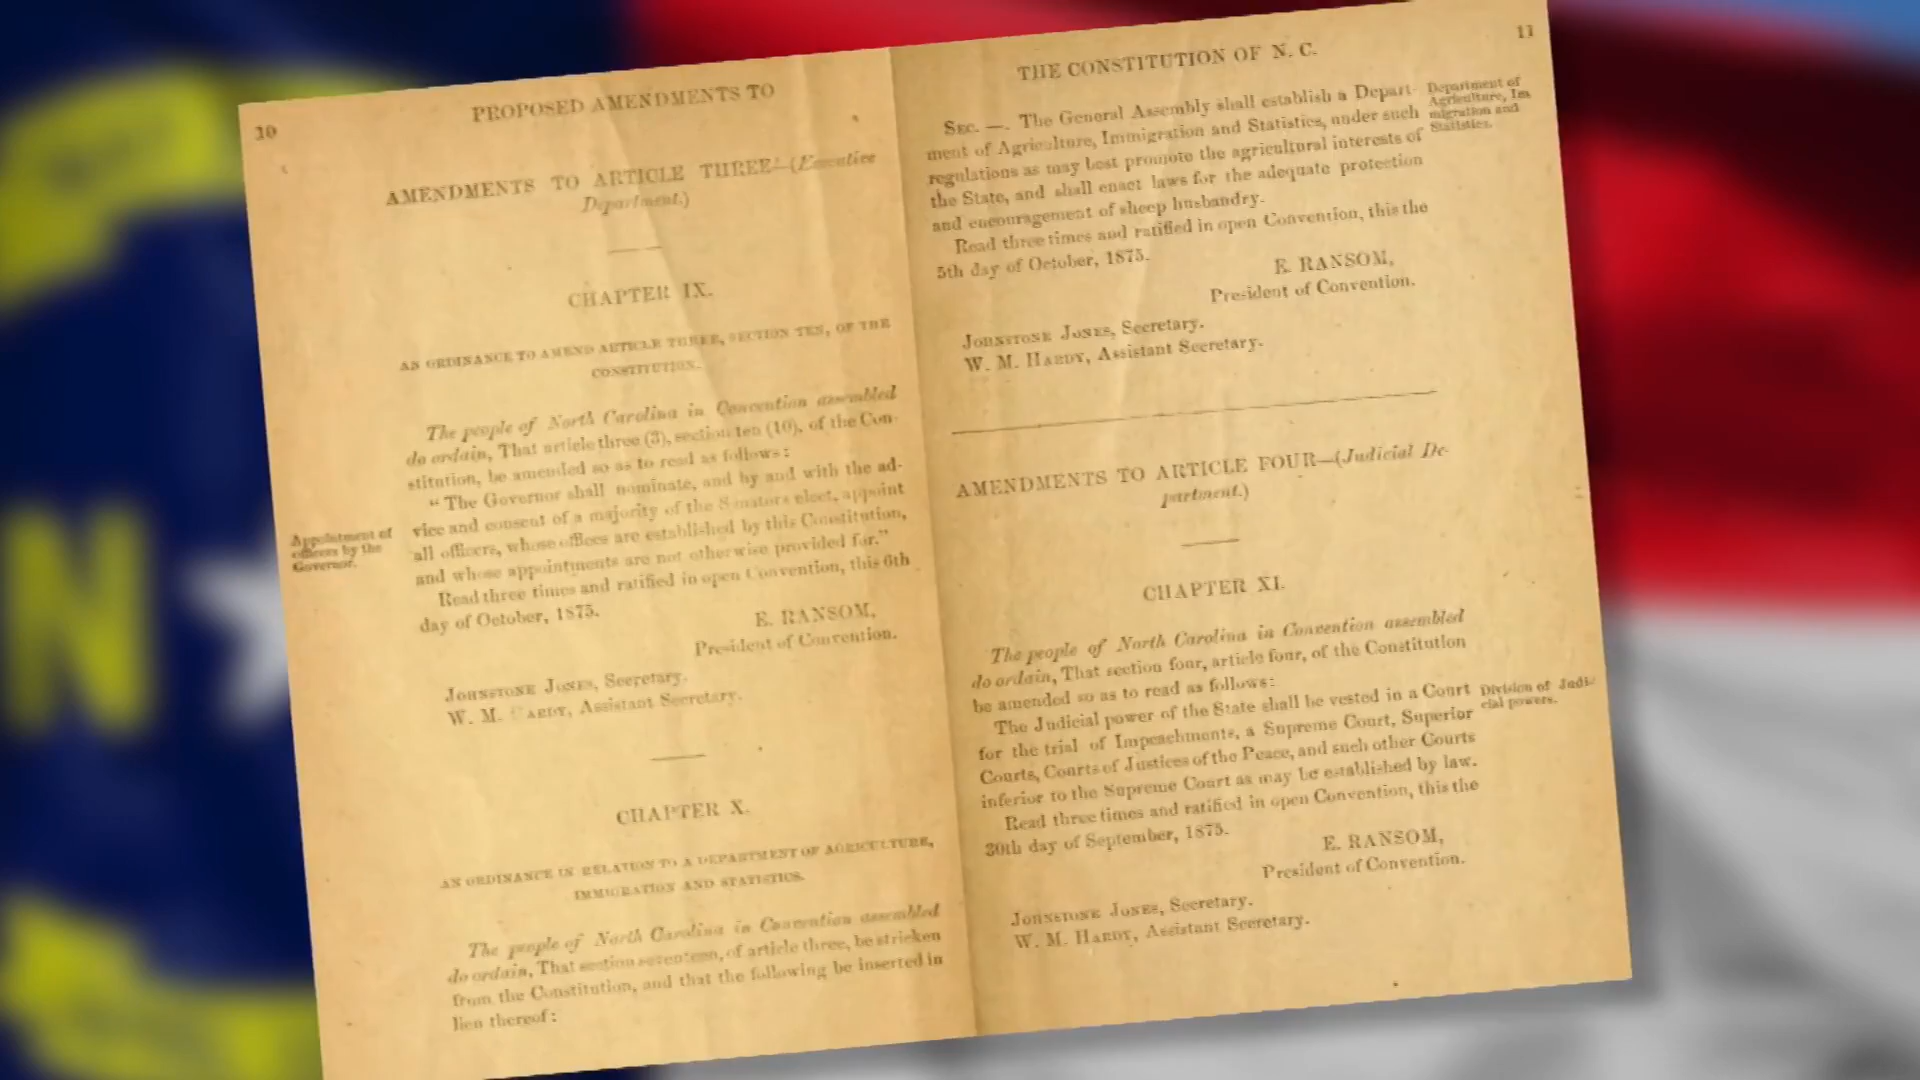 10
PROPOSED AMENDMENTS TO
AMENDMENTS TO ARTICLE THREE—(Executive
Department.)
CHAPTER IX.
AN ORDINANCE TO AMEND ARTICLE THREE, SECTION TEN, OF THE
CONSTITUTION.
The people of North Carolina in Convention assembled
do ordain, That article three (3), section ten (10), of the Con-
stitution, be amended so as to read as follows:
“The Governor shall nominate, and by and with the ad-
vice and consent of a majority of the Senators elect, appoint
all officers, whose offices are established by this Constitution,
and whose appointments are not otherwise provided for.”
Appointment of
officers by the
Governor.
Read three times and ratified in open Convention, this 6th
day of October, 1875.
E. RANSOM,
President of Convention.
JOHNSTONE JONES, Secretary.
W. M. HARDY, Assistant Secretary.
CHAPTER X.
AN ORDINANCE IN RELATION TO A DEPARTMENT OF AGRICULTURE,
IMMIGRATION AND STATISTICS.
The people of North Carolina in Convention assembled
do ordain, That section seventeen, of article three, be stricken
from the Constitution, and that the following be inserted in
lieu thereof:
THE CONSTITUTION OF N. C.
11
SEC. —. The General Assembly shall establish a Depart-
ment of Agriculture, Immigration and Statistics, under such
regulations as may best promote the agricultural interests of
the State, and shall enact laws for the adequate protection
and encouragement of sheep husbandry.
Department of
Agriculture, Im
migration and
Statistics.
Read three times and ratified in open Convention, this the
5th day of October, 1875.
E. RANSOM,
President of Convention.
JOHNSTONE JONES, Secretary.
W. M. HARDY, Assistant Secretary.
AMENDMENTS TO ARTICLE FOUR—(Judicial De-
partment.)
CHAPTER XI.
The people of North Carolina in Convention assembled
do ordain, That section four, article four, of the Constitution
be amended so as to read as follows:
The Judicial power of the State shall be vested in a Court
for the trial of Impeachments, a Supreme Court, Superior
Courts, Courts of Justices of the Peace, and such other Courts
inferior to the Supreme Court as may be established by law.
Division of Judi-
cial powers.
Read three times and ratified in open Convention, this the
30th day of September, 1875.
E. RANSOM,
President of Convention.
JOHNSTONE JONES, Secretary.
W. M. HARDY, Assistant Secretary.
N